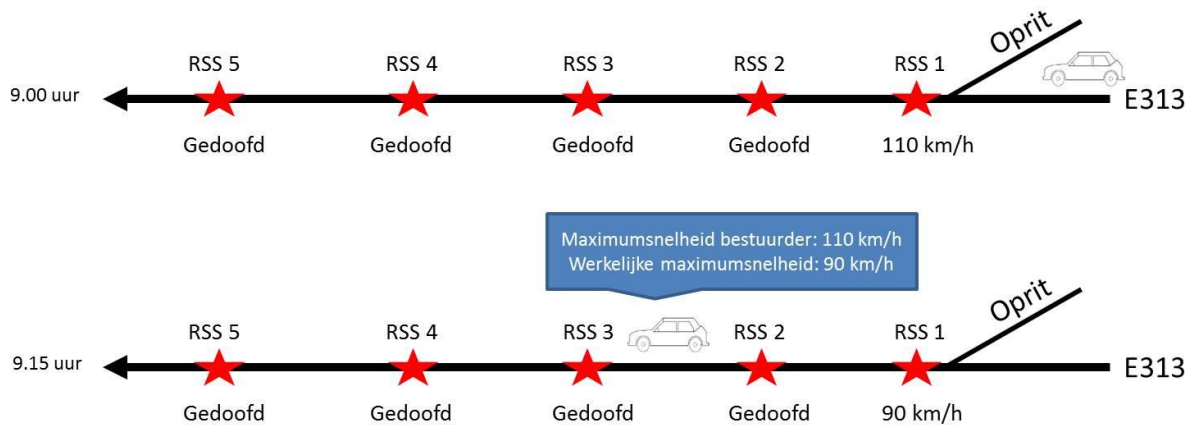 Oprit
RSS 5 RSS 4 RSS 3 RSS 2 RSS 1
9.00 uur E313
Gedoofd Gedoofd Gedoofd Gedoofd 110 km/h
Maximumsnelheid bestuurder: 110 km/h
Werkelijke maximumsnelheid: 90 km/h
Oprit
RSS 5 RSS 4 RSS 3 RSS 2 RSS 1
9.15 uur E313
Gedoofd Gedoofd Gedoofd Gedoofd 90 km/h